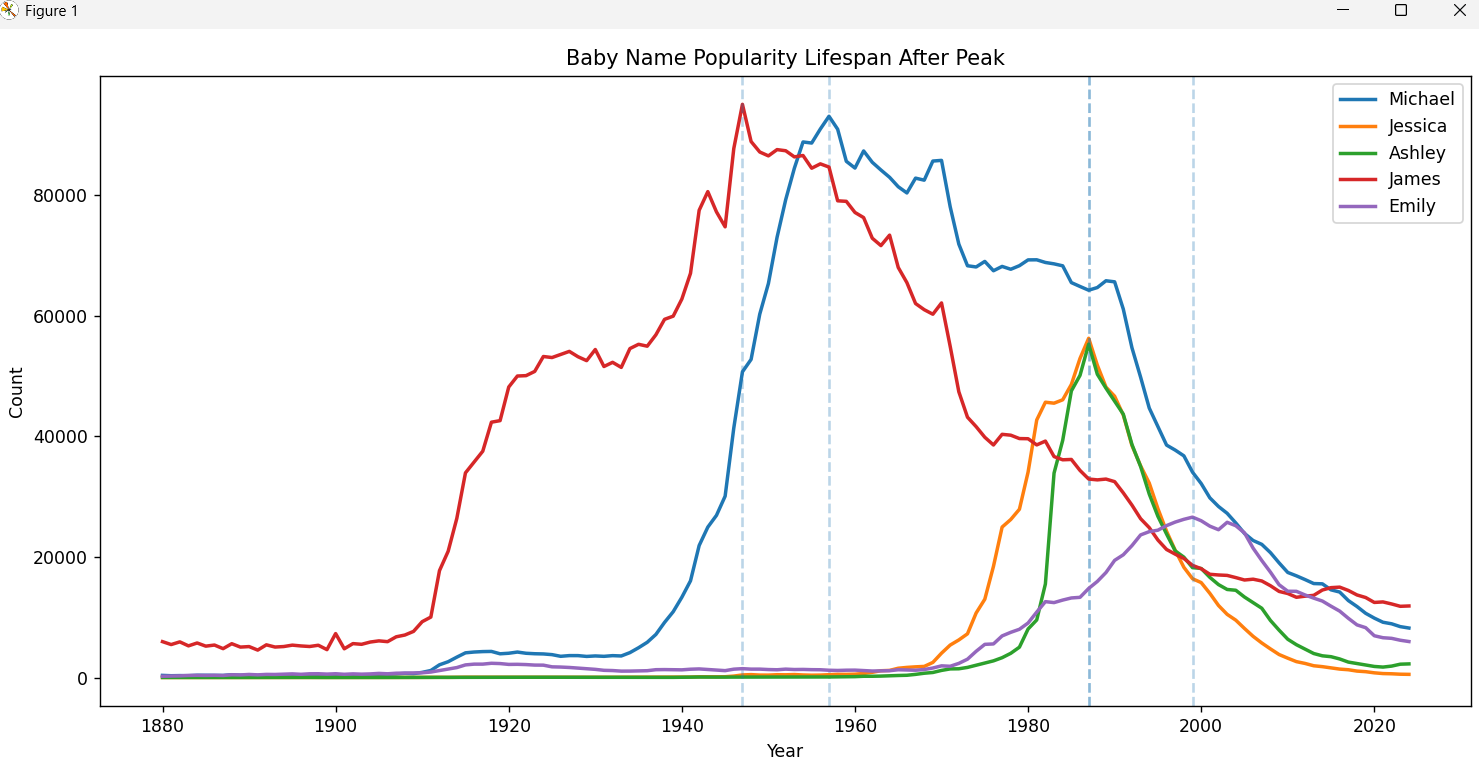 Figure 1
Baby Name Popularity Lifespan After Peak
Michael
Jessica
Ashley
James
Emily
80000
60000
40000
20000
0
Count
1880 1900 1920 1940 1960 1980 2000 2020
Year